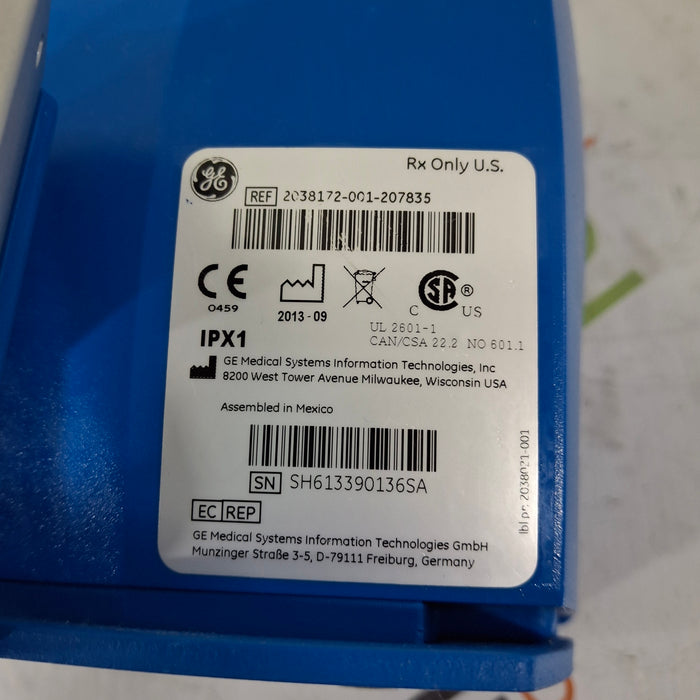 GE
Rx Only U.S.
REF 2038172-001-207835
CE
0459
2013-09
SA ®
C US
UL 2601-1
CAN/CSA 22.2 NO 601.1
IPX1
GE Medical Systems Information Technologies, Inc
8200 West Tower Avenue Milwaukee, Wisconsin USA
Assembled in Mexico
SN SH613390136SA
EC REP
GE Medical Systems Information Technologies GmbH
Munzinger Straße 3-5, D-79111 Freiburg, Germany
lbl pn 2038021-001